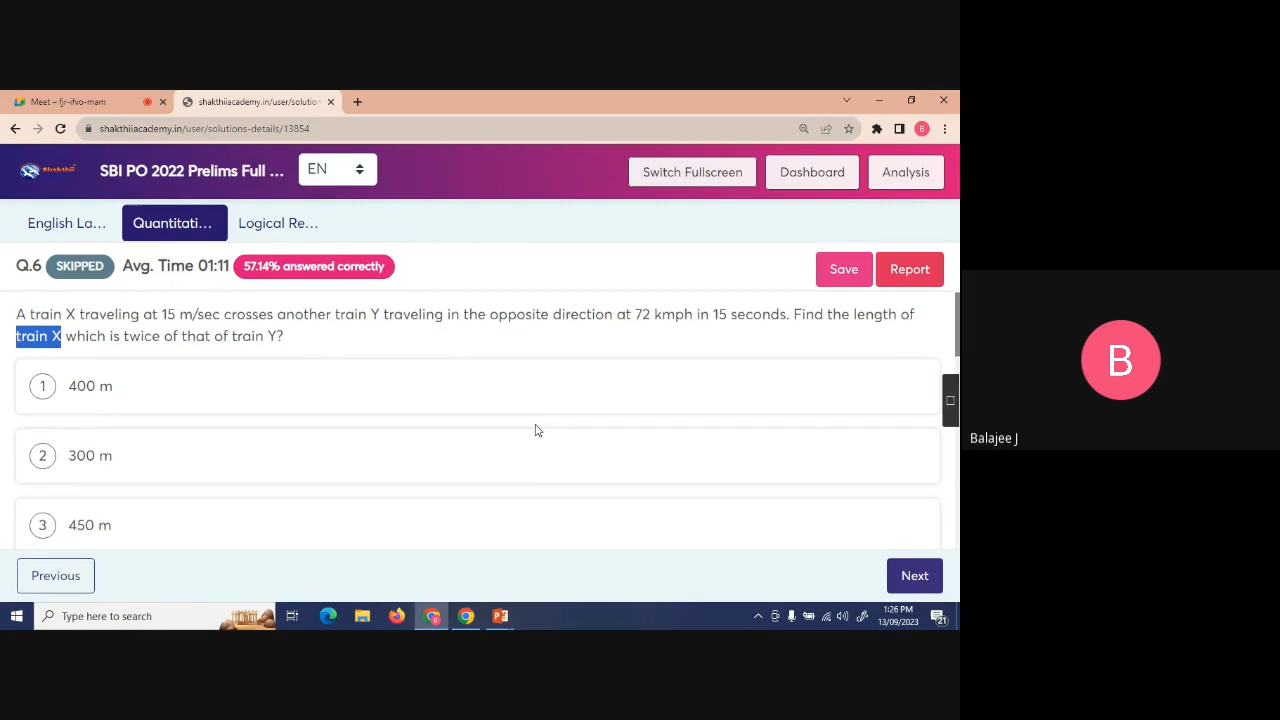 Meet – fjr-ifvo-mam
shakthiiacademy.in/user/solution
shakthiiacademy.in/user/solutions-details/13854
B
Shakthii
SBI PO 2022 Prelims Full ...
EN
Switch Fullscreen
Dashboard
Analysis
English La...
Quantitati...
Logical Re...
Q.6 SKIPPED Avg. Time 01:11 57.14% answered correctly
Save
Report
A train X traveling at 15 m/sec crosses another train Y traveling in the opposite direction at 72 kmph in 15 seconds. Find the length of
train X which is twice of that of train Y?
1 400 m
2 300 m
3 450 m
Previous
Next
Type here to search
1:26 PM
13/09/2023
21
B
Balajee J